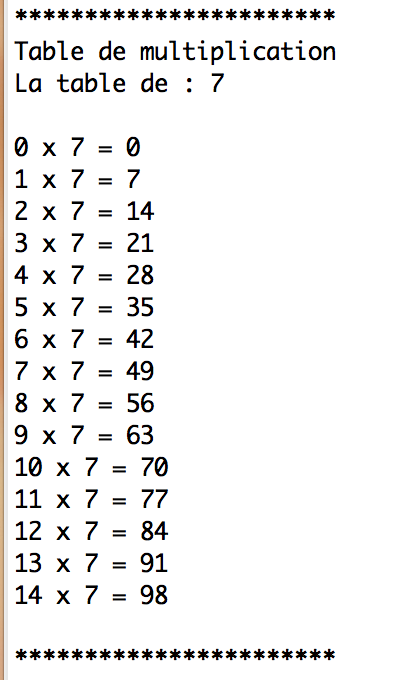 ***********************
Table de multiplication
La table de : 7
0 x 7 = 0
1 x 7 = 7
2 x 7 = 14
3 x 7 = 21
4 x 7 = 28
5 x 7 = 35
6 x 7 = 42
7 x 7 = 49
8 x 7 = 56
9 x 7 = 63
10 x 7 = 70
11 x 7 = 77
12 x 7 = 84
13 x 7 = 91
14 x 7 = 98
***********************